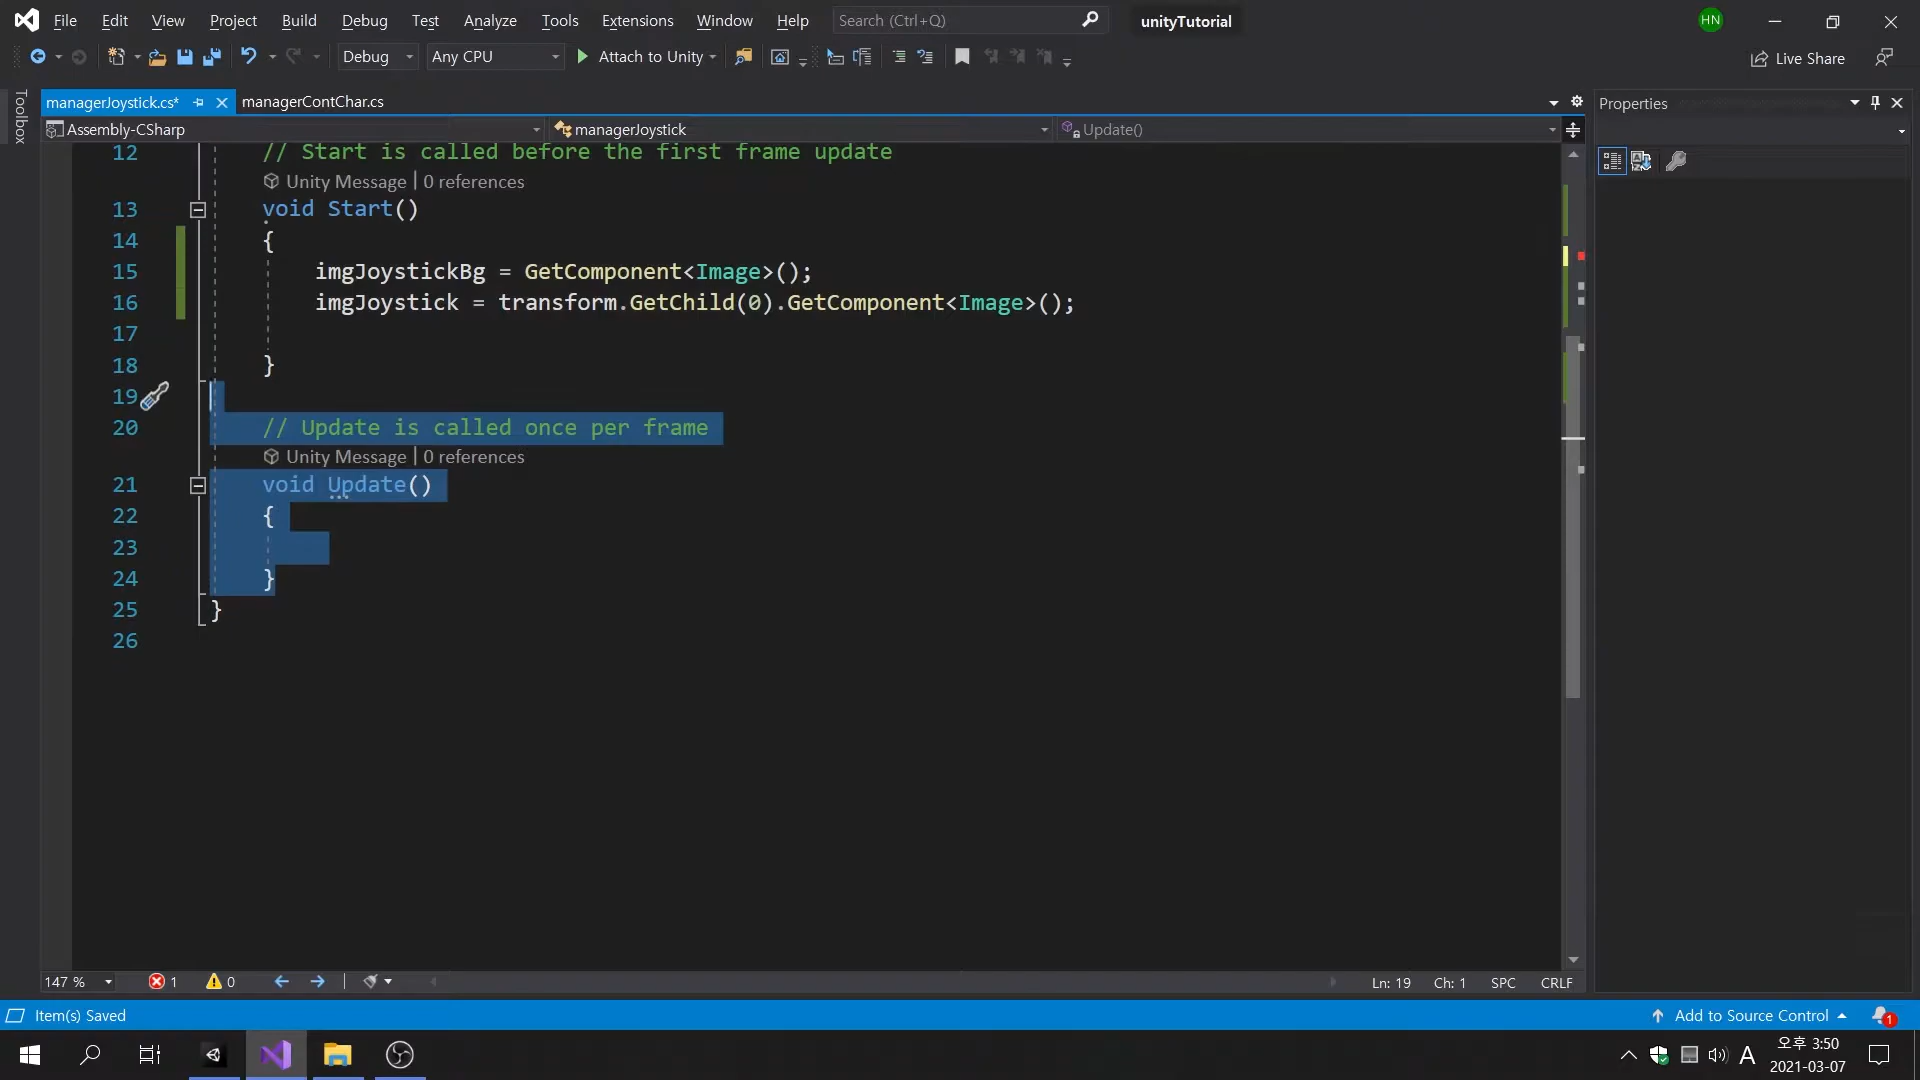 File Edit View Project Build Debug Test Analyze Tools Extensions Window Help Search (Ctrl+Q) unityTutorial HN
Debug Any CPU Attach to Unity Live Share
Toolbox
managerJoystick.cs* managerContChar.cs
Assembly-CSharp managerJoystick Update()
12 // Start is called before the first frame update
Unity Message | 0 references
13 void Start()
14 {
15 imgJoystickBg = GetComponent<Image>();
16 imgJoystick = transform.GetChild(0).GetComponent<Image>();
17
18 }
19
20 // Update is called once per frame
Unity Message | 0 references
21 void Update()
22 {
23
24 }
25 }
26
Properties
147 % 1 0 Ln: 19 Ch: 1 SPC CRLF
Item(s) Saved Add to Source Control 1
A 오후 3:50
2021-03-07